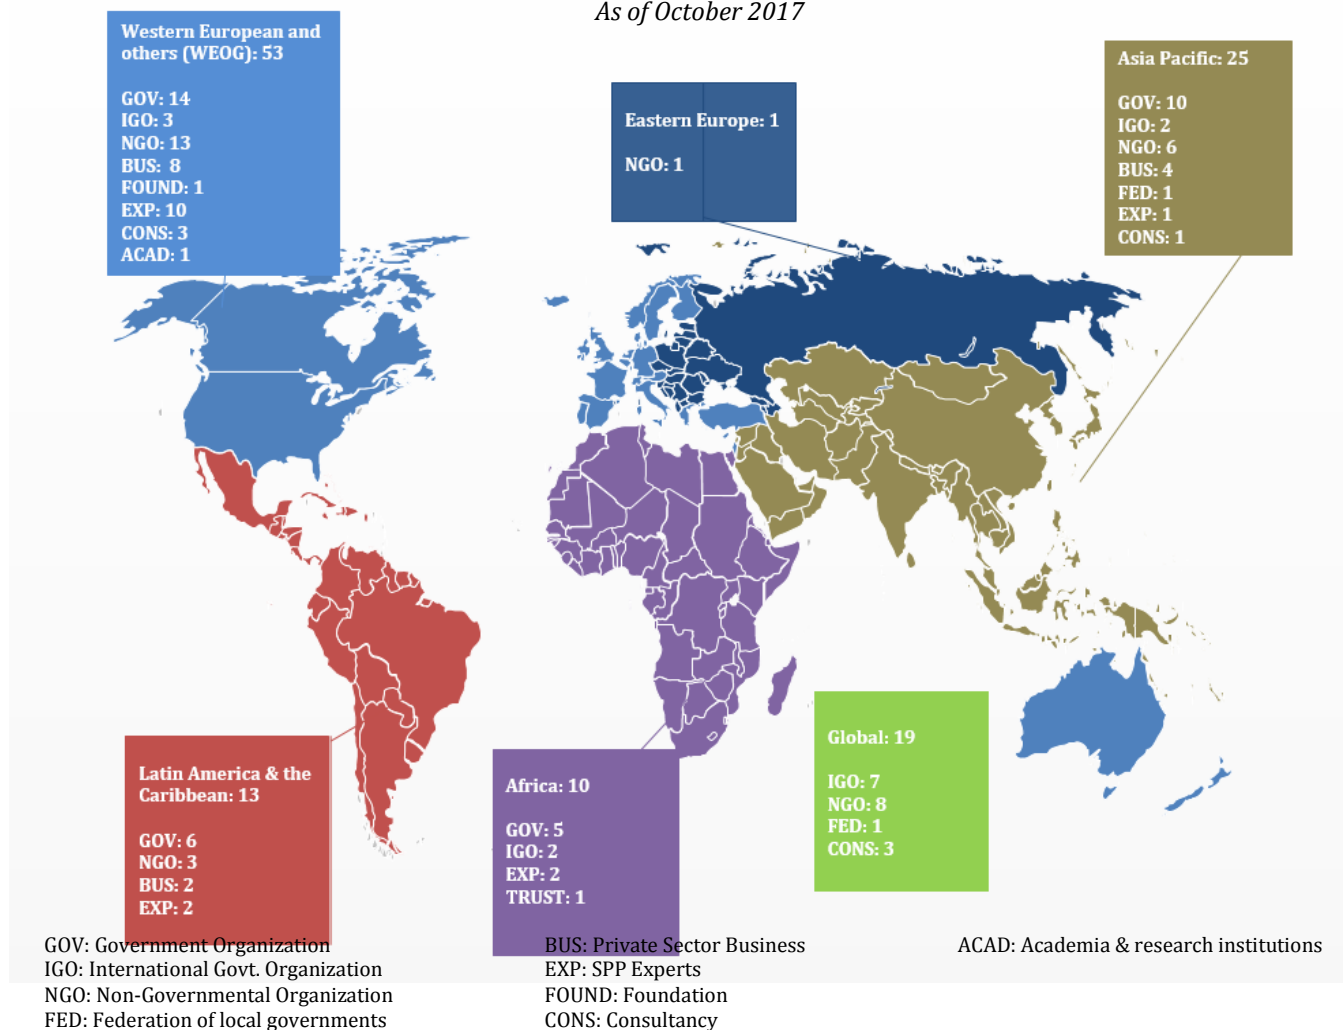 As of October 2017
Western European and
others (WEOG): 53
GOV: 14
IGO: 3
NGO: 13
BUS:  8
FOUND: 1
EXP: 10
CONS: 3
ACAD: 1
Eastern Europe: 1
NGO: 1
Asia Pacific: 25
GOV: 10
IGO: 2
NGO: 6
BUS: 4
FED: 1
EXP: 1
CONS: 1
Latin America & the
Caribbean: 13
GOV: 6
NGO: 3
BUS: 2
EXP: 2
Africa: 10
GOV: 5
IGO: 2
EXP: 2
TRUST: 1
Global: 19
IGO: 7
NGO: 8
FED: 1
CONS: 3
GOV: Government Organization
IGO: International Govt. Organization
NGO: Non-Governmental Organization
FED: Federation of local governments
BUS: Private Sector Business
EXP: SPP Experts
FOUND: Foundation
CONS: Consultancy
ACAD: Academia & research institutions